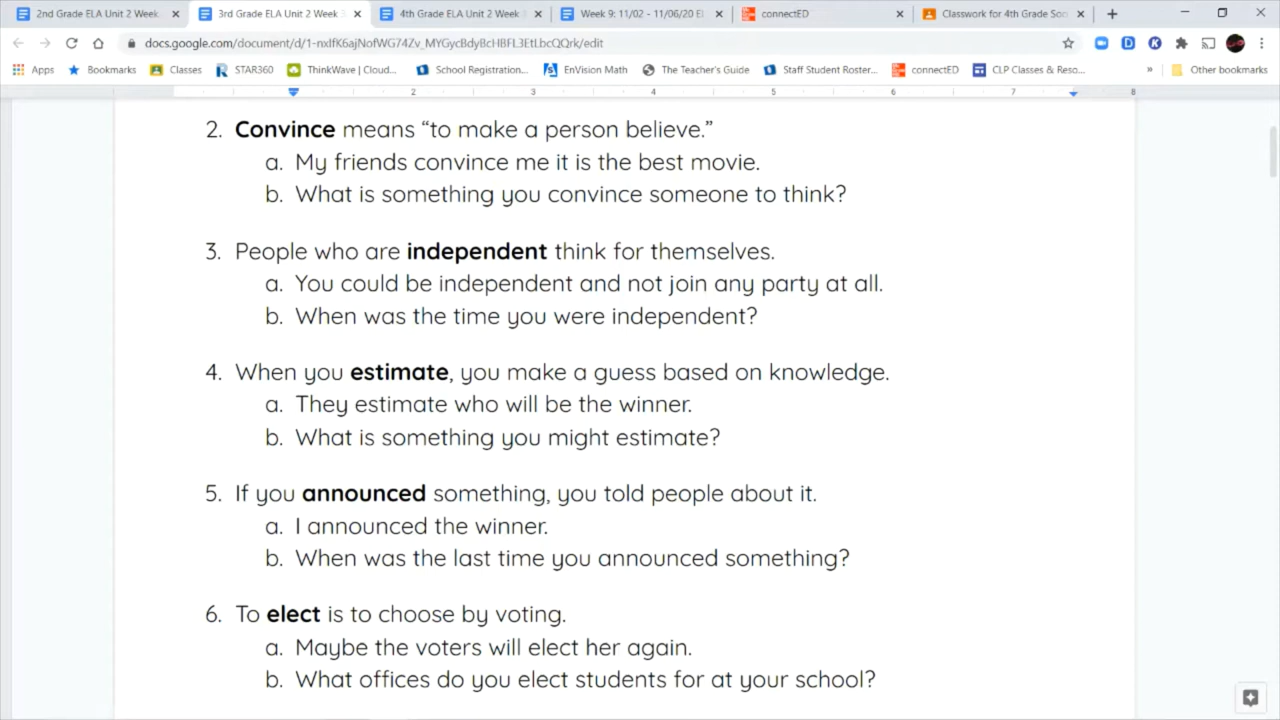 2nd Grade ELA Unit 2 Week
3rd Grade ELA Unit 2 Week
4th Grade ELA Unit 2 Week
Week 9: 11/02 - 11/06/20 El
connectED
Classwork for 4th Grade Soc
docs.google.com/document/d/1-nxIfK6ajNofWG74Zv_MYGycBdyBcHBFL3EtLbcQQrk/edit
Apps
Bookmarks
Classes
STAR360
ThinkWave | Cloud...
School Registration...
EnVision Math
The Teacher's Guide
Staff Student Roster...
connectED
CLP Classes & Reso...
»
Other bookmarks
1 2 3 4 5 6 7 8
2. Convince means “to make a person believe.”
a. My friends convince me it is the best movie.
b. What is something you convince someone to think?
3. People who are independent think for themselves.
a. You could be independent and not join any party at all.
b. When was the time you were independent?
4. When you estimate, you make a guess based on knowledge.
a. They estimate who will be the winner.
b. What is something you might estimate?
5. If you announced something, you told people about it.
a. I announced the winner.
b. When was the last time you announced something?
6. To elect is to choose by voting.
a. Maybe the voters will elect her again.
b. What offices do you elect students for at your school?